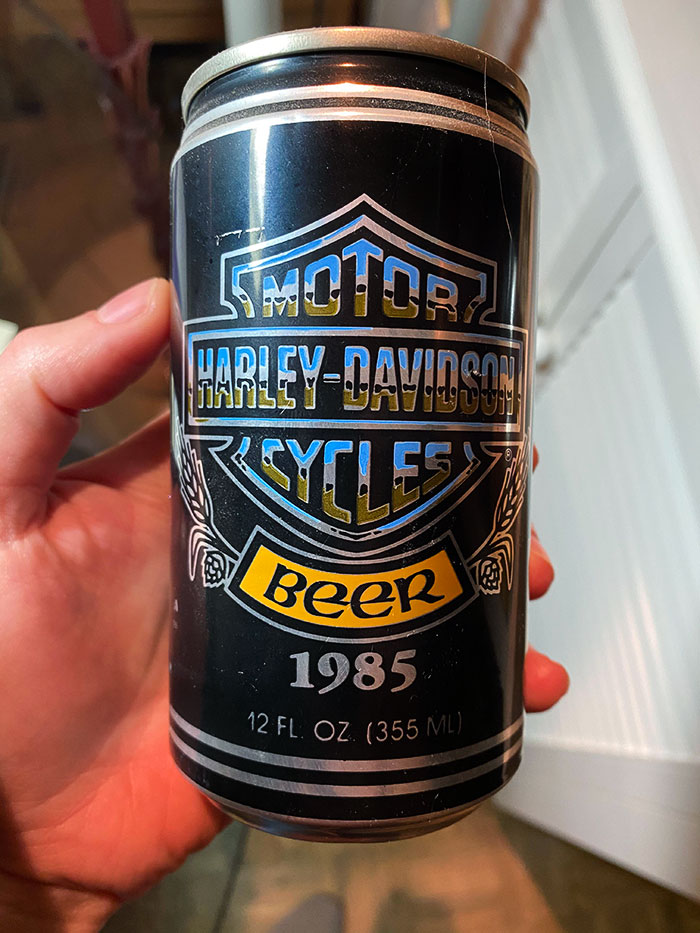 MOTOR
HARLEY-DAVIDSON
CYCLES
®
BEER
1985
12 FL. OZ. (355 ML)